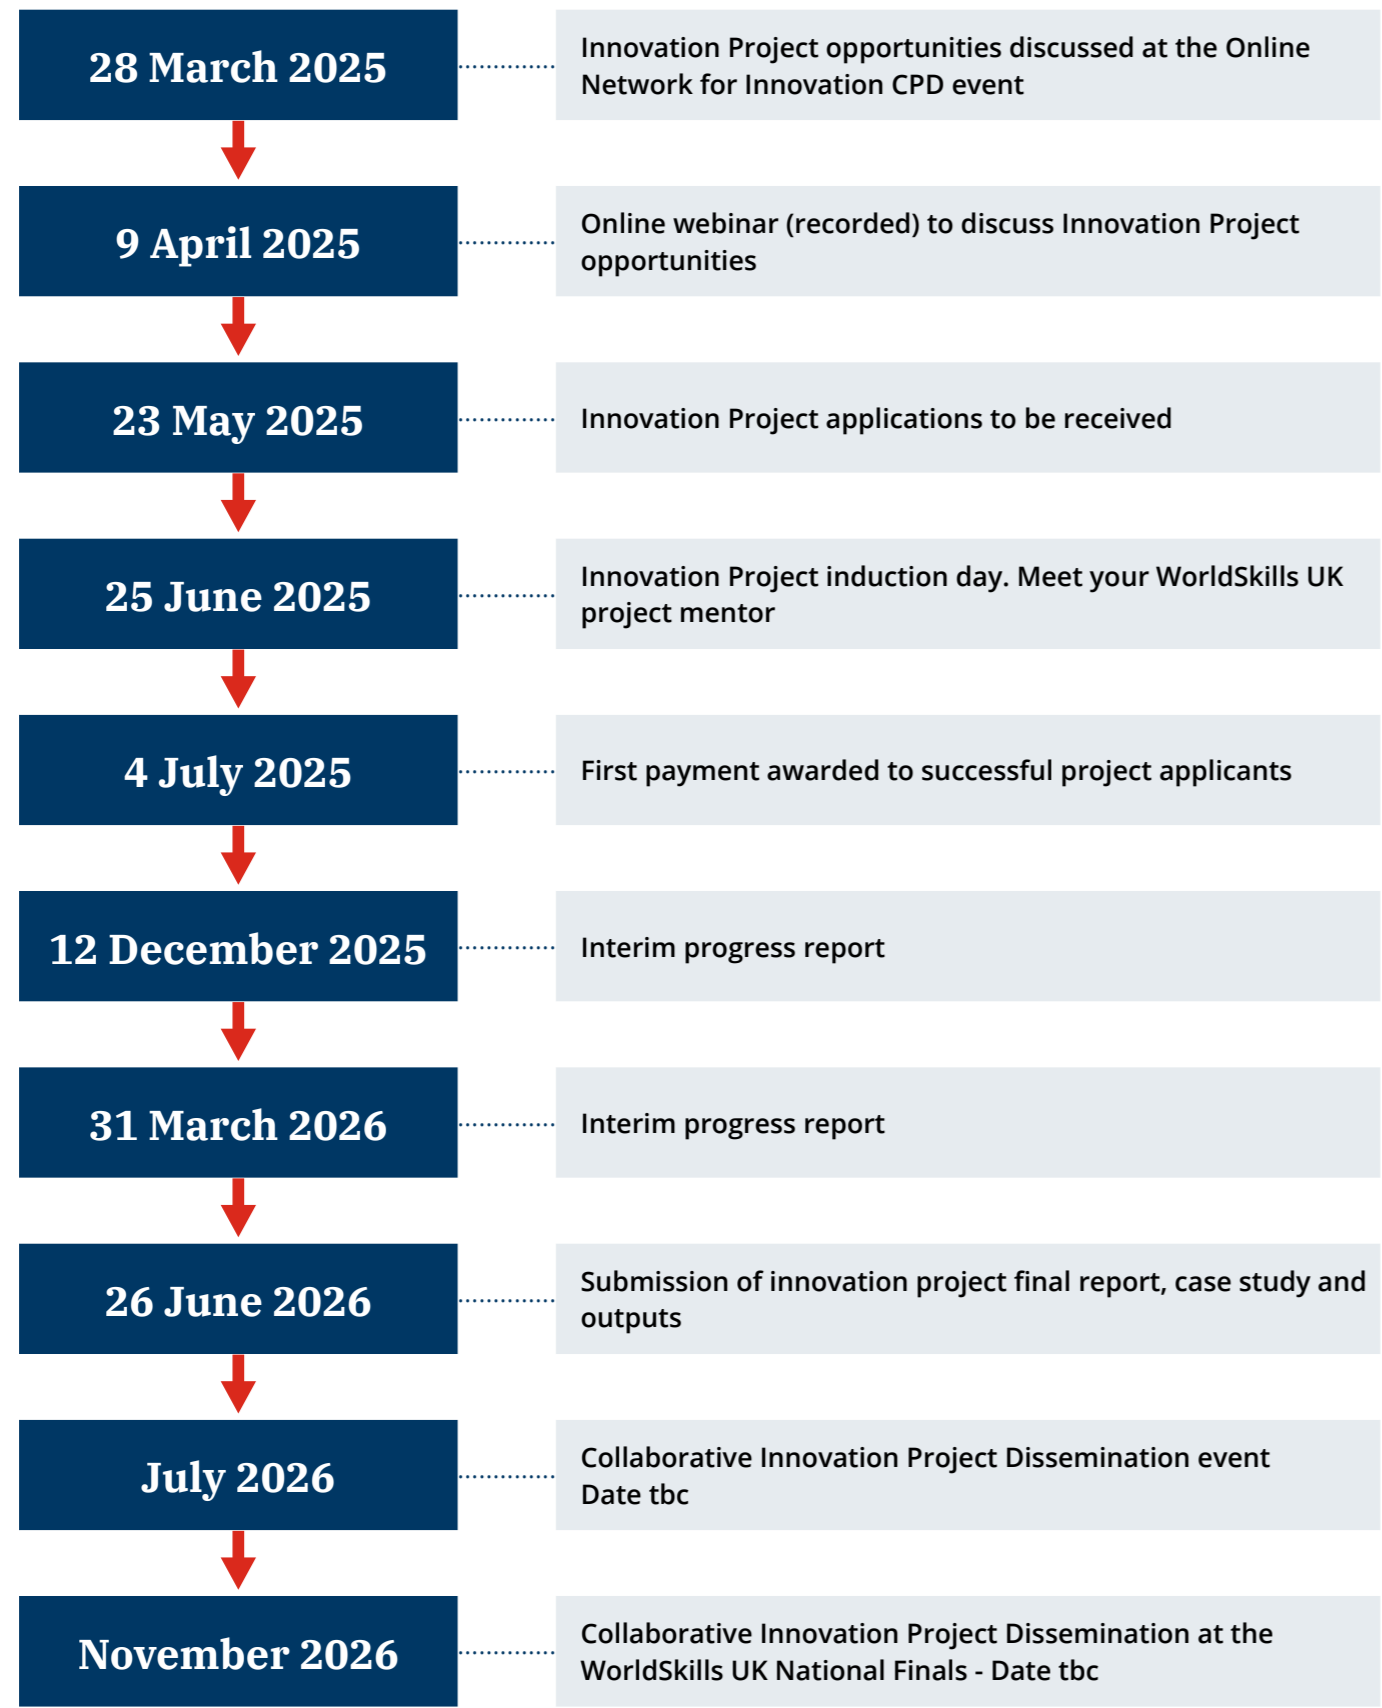 28 March 2025
Innovation Project opportunities discussed at the Online
Network for Innovation CPD event
9 April 2025
Online webinar (recorded) to discuss Innovation Project
opportunities
23 May 2025
Innovation Project applications to be received
25 June 2025
Innovation Project induction day. Meet your WorldSkills UK
project mentor
4 July 2025
First payment awarded to successful project applicants
12 December 2025
Interim progress report
31 March 2026
Interim progress report
26 June 2026
Submission of innovation project final report, case study and
outputs
July 2026
Collaborative Innovation Project Dissemination event
Date tbc
November 2026
Collaborative Innovation Project Dissemination at the
WorldSkills UK National Finals - Date tbc